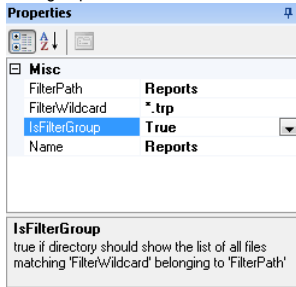 Properties
Misc
FilterPath Reports
FilterWildcard *.trp
IsFilterGroup True
Name Reports
IsFilterGroup
true if directory should show the list of all files
matching 'FilterWildcard' belonging to 'FilterPath'